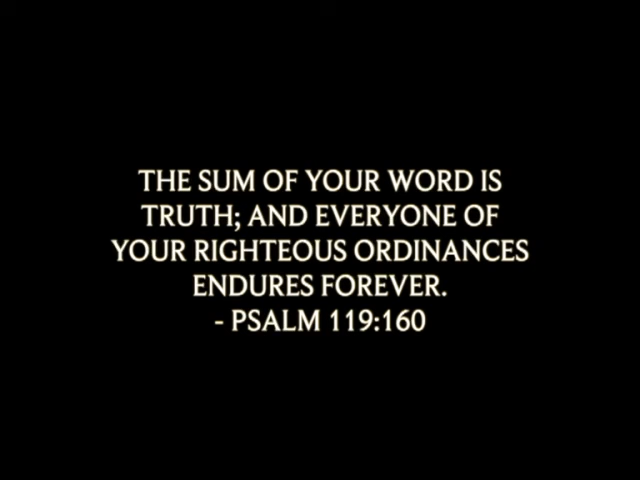 THE SUM OF YOUR WORD IS
TRUTH; AND EVERYONE OF
YOUR RIGHTEOUS ORDINANCES
ENDURES FOREVER.
- PSALM 119:160